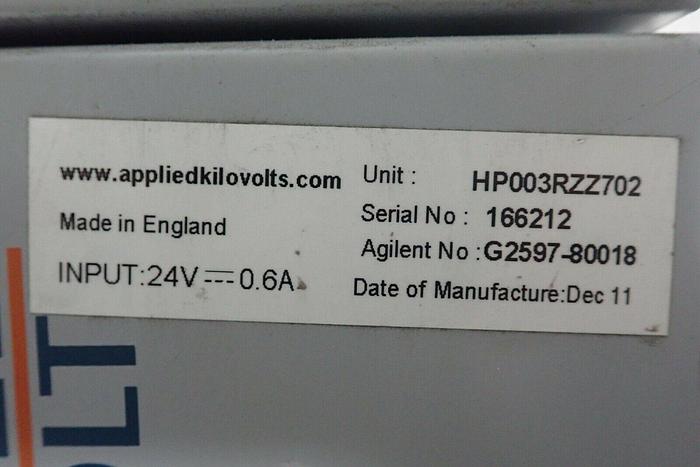 www.appliedkilovolts.com
Made in England
INPUT:24V⎓0.6A
Unit : HP003RZZ702
Serial No : 166212
Agilent No :G2597-80018
Date of Manufacture:Dec 11
LT